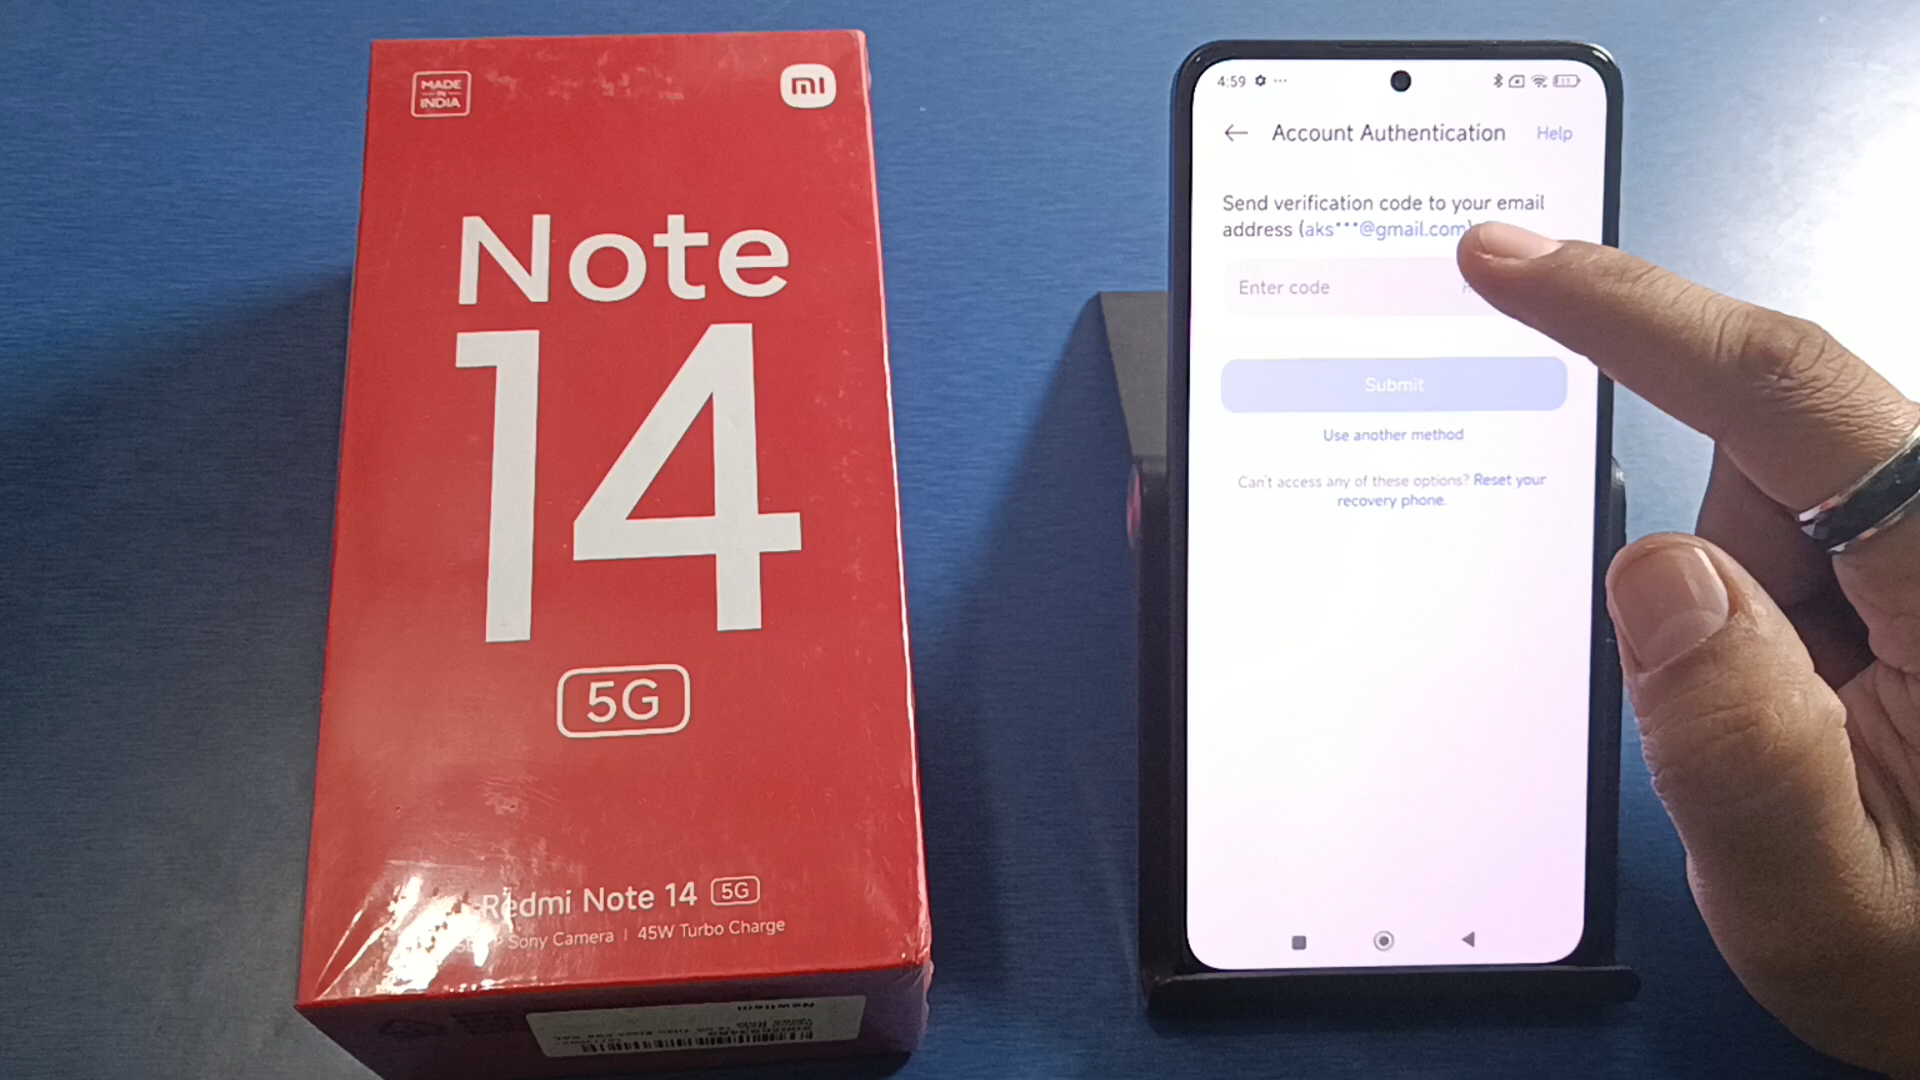 MADE
IN
INDIA
mi
Note
14
5G
Redmi Note 14 5G
Sony Camera | 45W Turbo Charge
4:59
Account Authentication
Help
Send verification code to your email
address (aks***@gmail.com)
Enter code
Submit
Use another method
Can't access any of these options? Reset your
recovery phone.